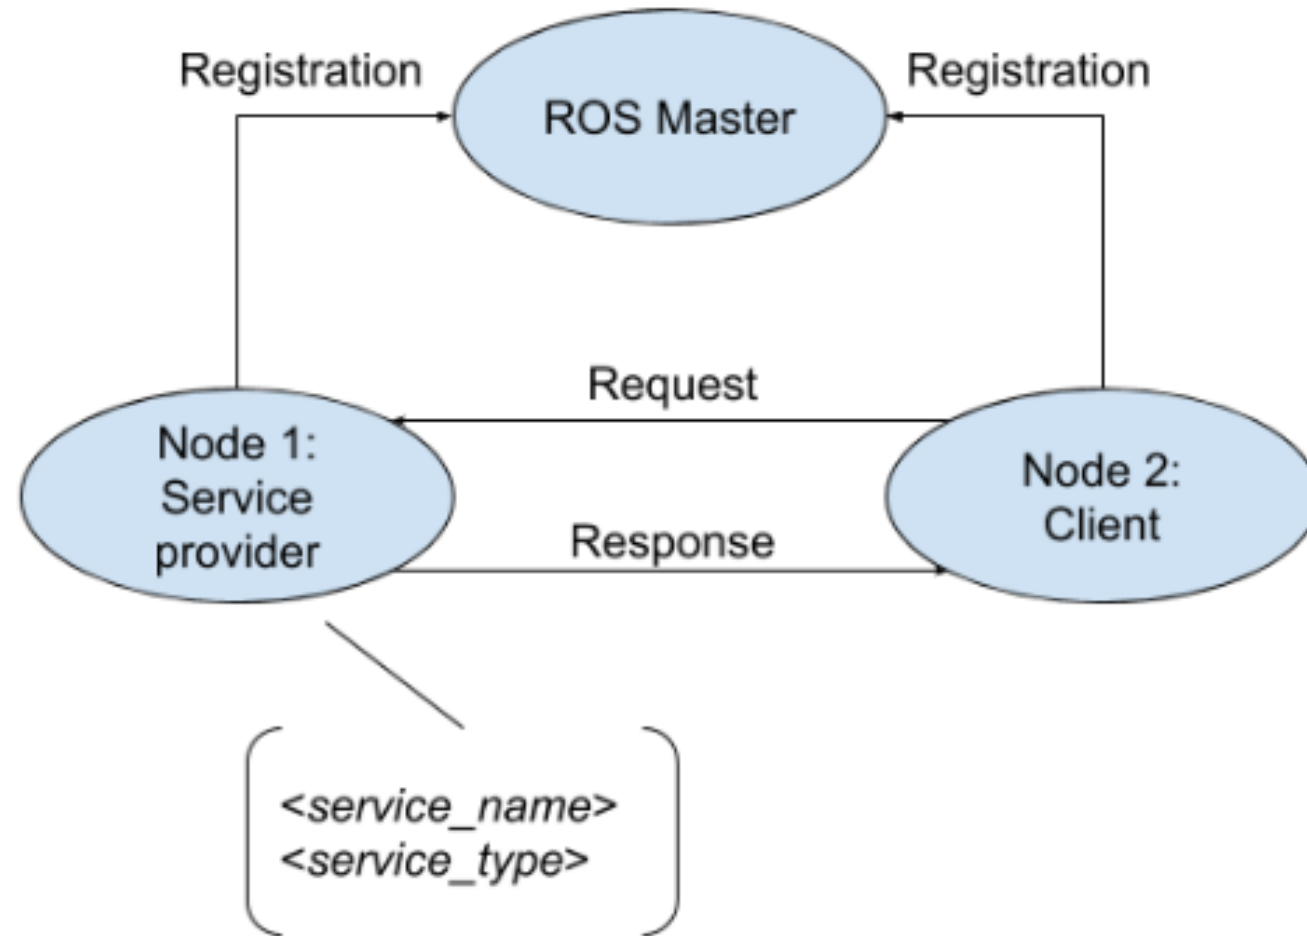 Registration
ROS Master
Registration
Request
Node 1:
Service
provider
Node 2:
Client
Response
<service_name>
<service_type>